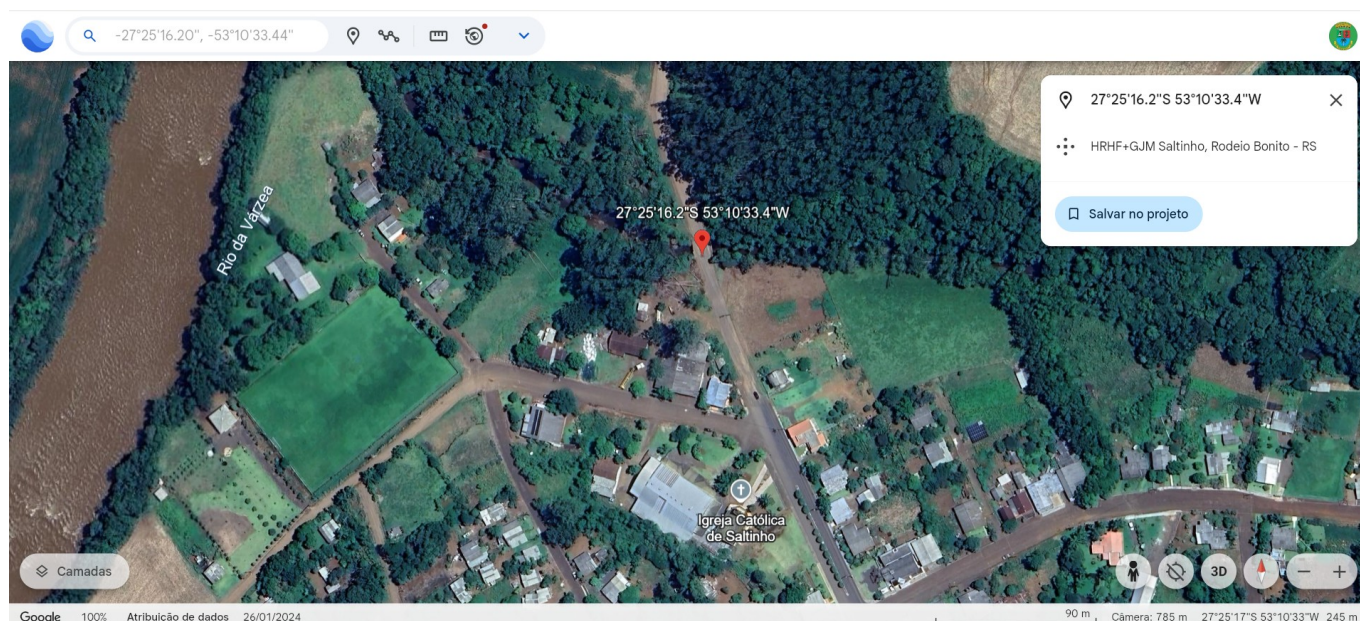 -27°25'16.20", -53°10'33.44"
27°25'16.2"S 53°10'33.4"W
HRHF+GJM Saltinho, Rodeio Bonito - RS
Salvar no projeto
27°25'16.2"S 53°10'33.4"W
Rio da Várzea
Igreja Católica
de Saltinho
Camadas
3D
Google 100% Atribuição de dados 26/01/2024 90 m Câmera: 785 m 27°25'17"S 53°10'33"W 245 m